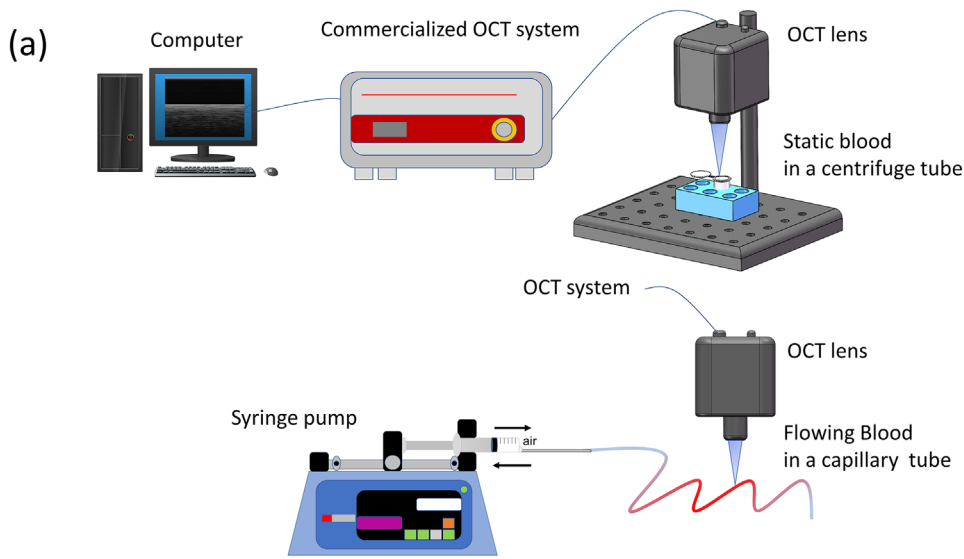 (a)
Computer
Commercialized OCT system
OCT lens
Static blood
in a centrifuge tube
OCT system
OCT lens
Syringe pump
air
Flowing Blood
in a capillary tube